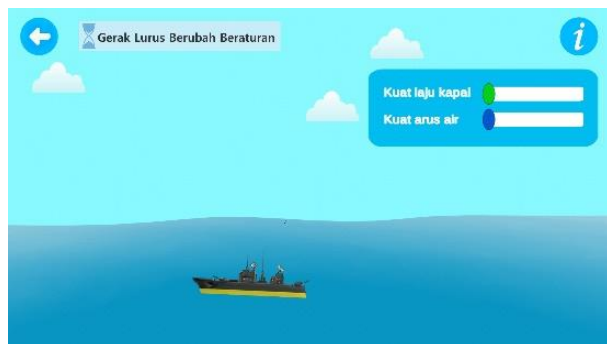 Gerak Lurus Berubah Beraturan
i
Kuat laju kapal
Kuat arus air